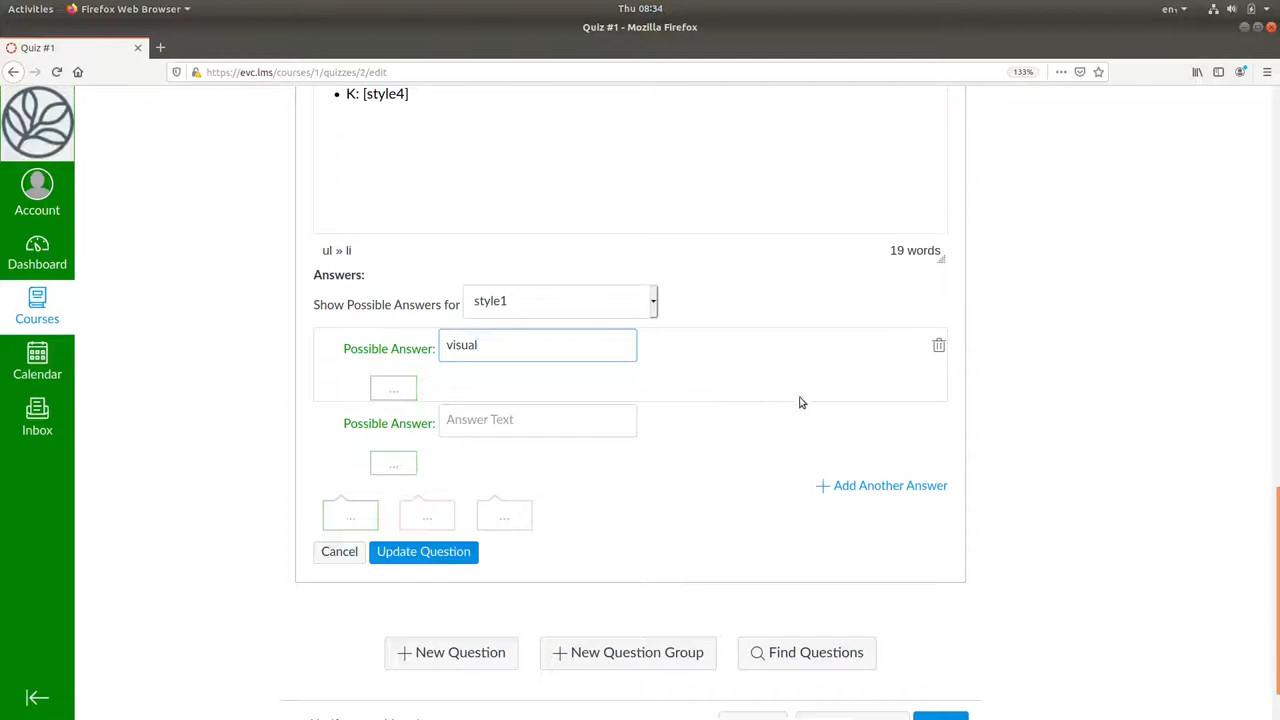 Activities Firefox Web Browser Thu 08:34 en
Quiz #1 - Mozilla Firefox
Quiz #1
https://evc.lms/courses/1/quizzes/2/edit 133%
K: [style4]
Account
Dashboard
Courses
Calendar
Inbox
ul » li 19 words
Answers:
Show Possible Answers for style1
Possible Answer: visual
...
Possible Answer: Answer Text
...
+ Add Another Answer
... ... ...
Cancel Update Question
+ New Question + New Question Group Find Questions